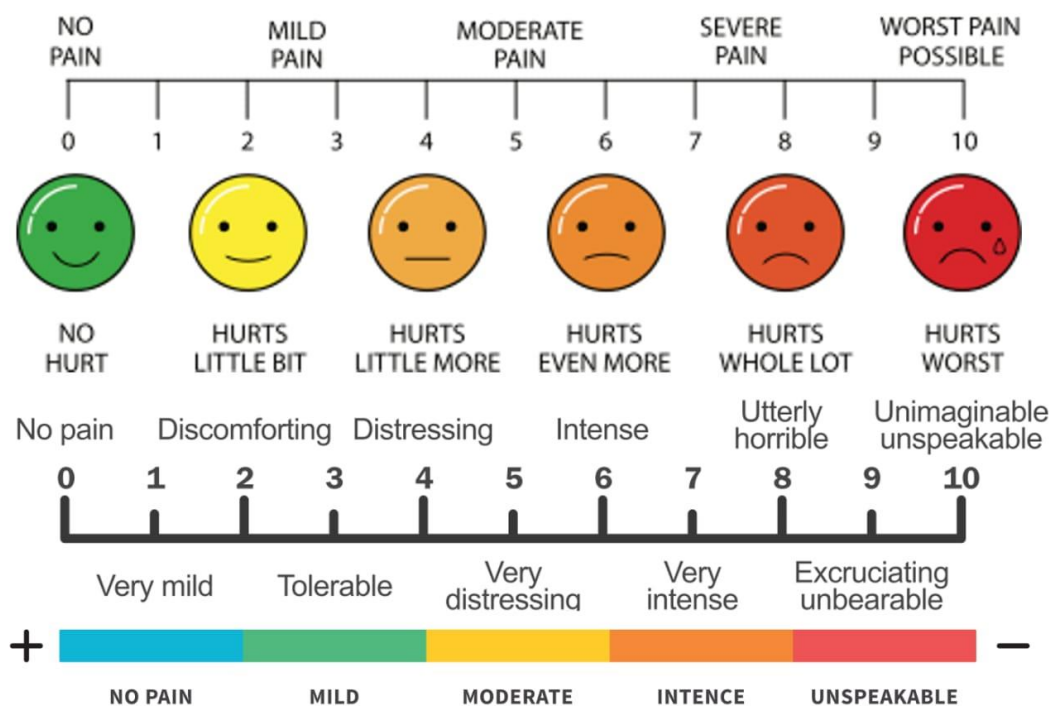 NO PAIN
MILD PAIN
MODERATE PAIN
SEVERE PAIN
WORST PAIN POSSIBLE
0 1 2 3 4 5 6 7 8 9 10
NO HURT
HURTS LITTLE BIT
HURTS LITTLE MORE
HURTS EVEN MORE
HURTS WHOLE LOT
HURTS WORST
No pain
Discomforting
Distressing
Intense
Utterly horrible
Unimaginable unspeakable
0 1 2 3 4 5 6 7 8 9 10
Very mild
Tolerable
Very distressing
Very intense
Excruciating unbearable
+ −
NO PAIN MILD MODERATE INTENCE UNSPEAKABLE